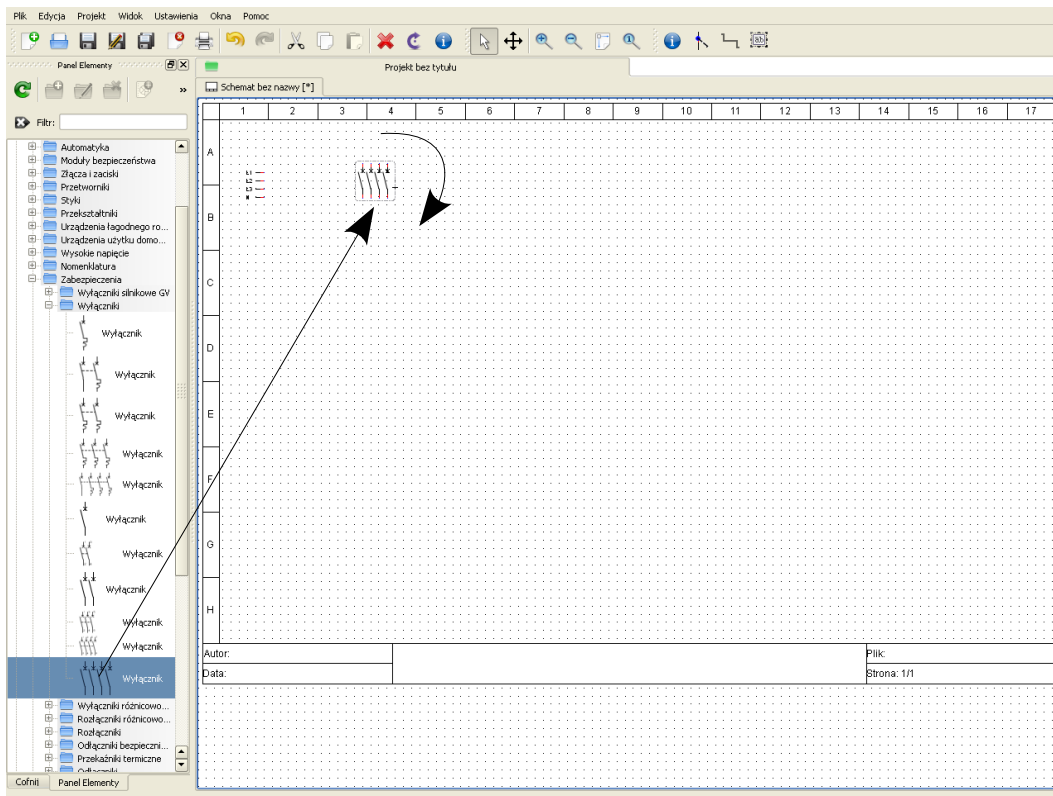 Plik Edycja Projekt Widok Ustawienia Okna Pomoc
Panel Elementy
Projekt bez tytułu
Schemat bez nazwy [*]
»
Filtr:
1 2 3 4 5 6 7 8 9 10 11 12 13 14 15 16 17
A
B
C
D
E
F
G
H
L1
L2
L3
N
Automatyka
Moduły bezpieczeństwa
Złącza i zaciski
Przetworniki
Styki
Przekształtniki
Urządzenia łagodnego ro...
Urządzenia użytku domo...
Wysokie napięcie
Nomenklatura
Zabezpieczenia
Wyłączniki silnikowe GV
Wyłączniki
Wyłącznik
Wyłącznik
Wyłącznik
Wyłącznik
Wyłącznik
Wyłącznik
Wyłącznik
Wyłącznik
Wyłącznik
Wyłącznik
Wyłącznik
Wyłączniki różnicowo...
Rozłączniki różnicowo...
Rozłączniki
Odłączniki bezpieczni...
Przekaźniki termiczne
Odłączniki
Autor:
Data:
Plik:
Strona: 1/1
Cofnij Panel Elementy